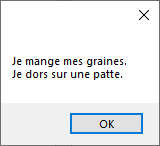 Je mange mes graines.
Je dors sur une patte.
OK